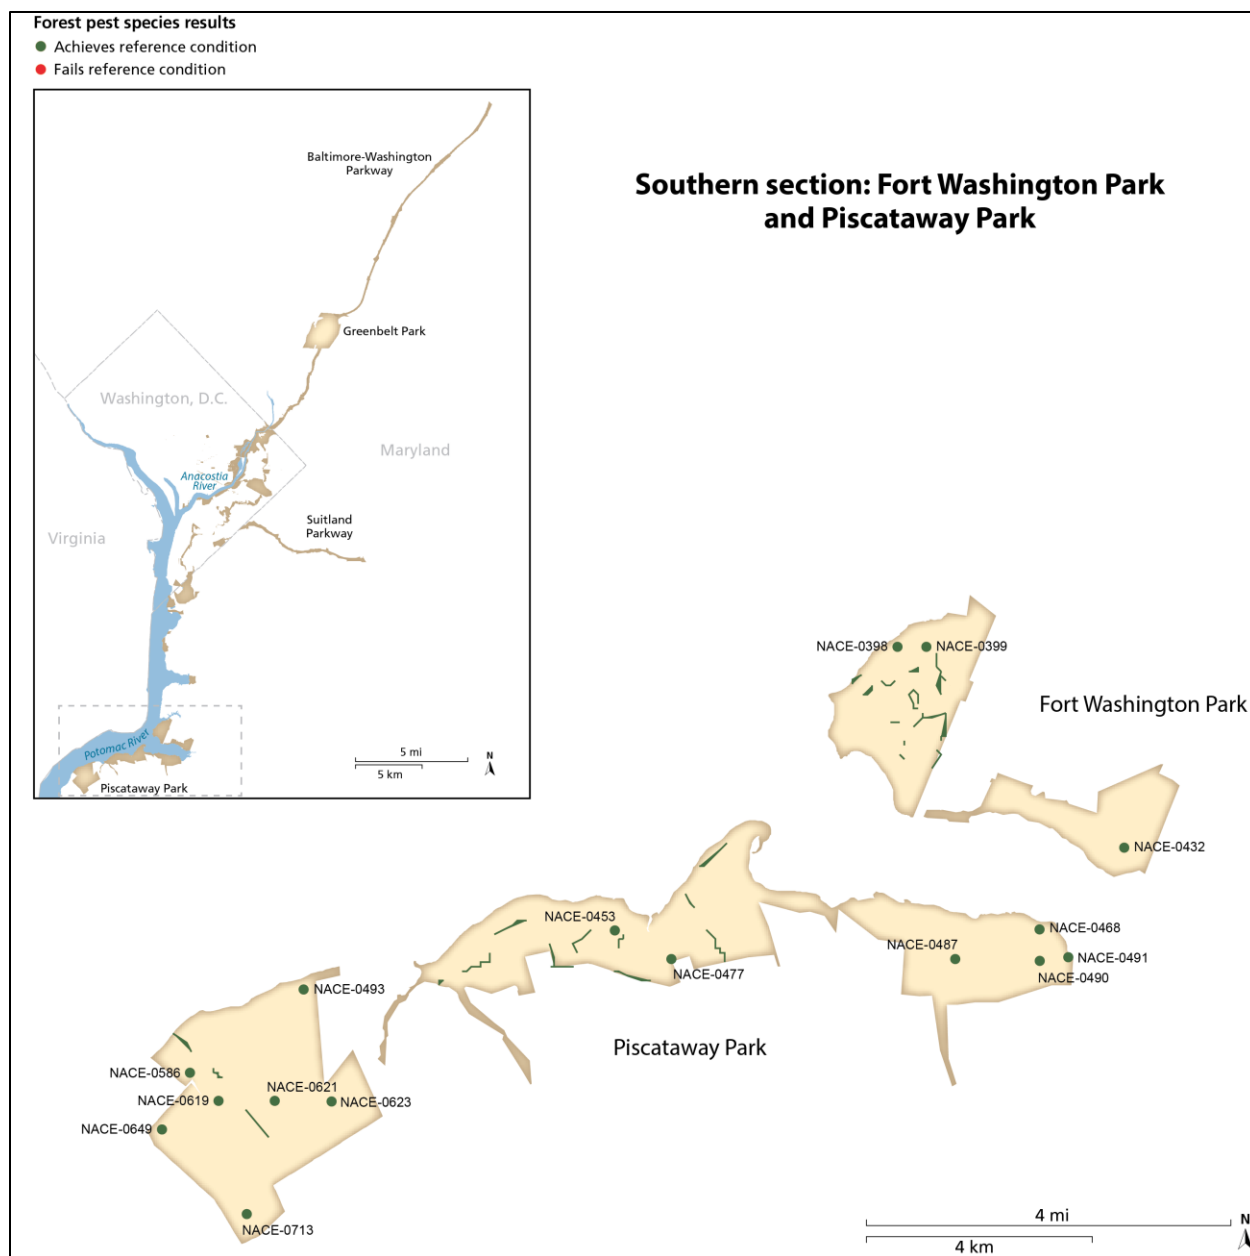 Forest pest species results
Achieves reference condition
Fails reference condition
Baltimore-Washington
Parkway
Greenbelt Park
Washington, D.C.
Maryland
Anacostia
River
Suitland
Parkway
Virginia
Potomac River
Piscataway Park
5 mi
5 km
N
Southern section: Fort Washington Park
and Piscataway Park
NACE-0398
NACE-0399
Fort Washington Park
NACE-0432
NACE-0453
NACE-0477
NACE-0468
NACE-0487
NACE-0491
NACE-0490
NACE-0493
Piscataway Park
NACE-0586
NACE-0621
NACE-0619
NACE-0623
NACE-0649
NACE-0713
4 mi
4 km
N